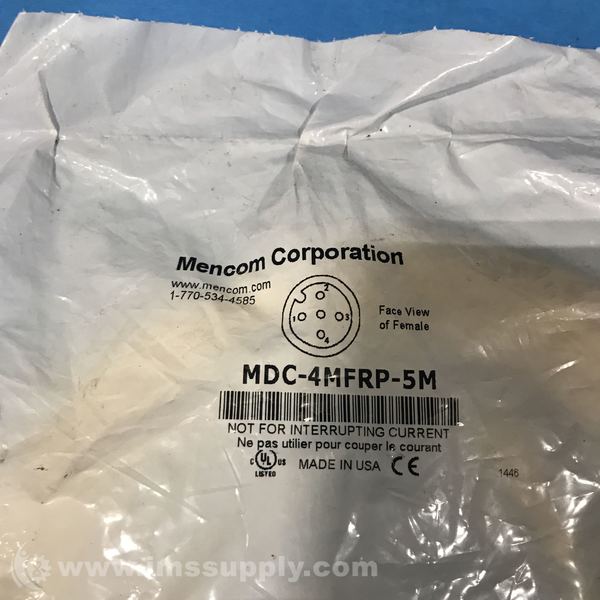 Mencom Corporation
www.mencom.com
1-770-534-4585
2
1 3
4
Face View
of Female
MDC-4MFRP-5M
NOT FOR INTERRUPTING CURRENT
Ne pas utilier pour couper le courant
C UL US
LISTED
MADE IN USA CE
1446
www.imssupply.com